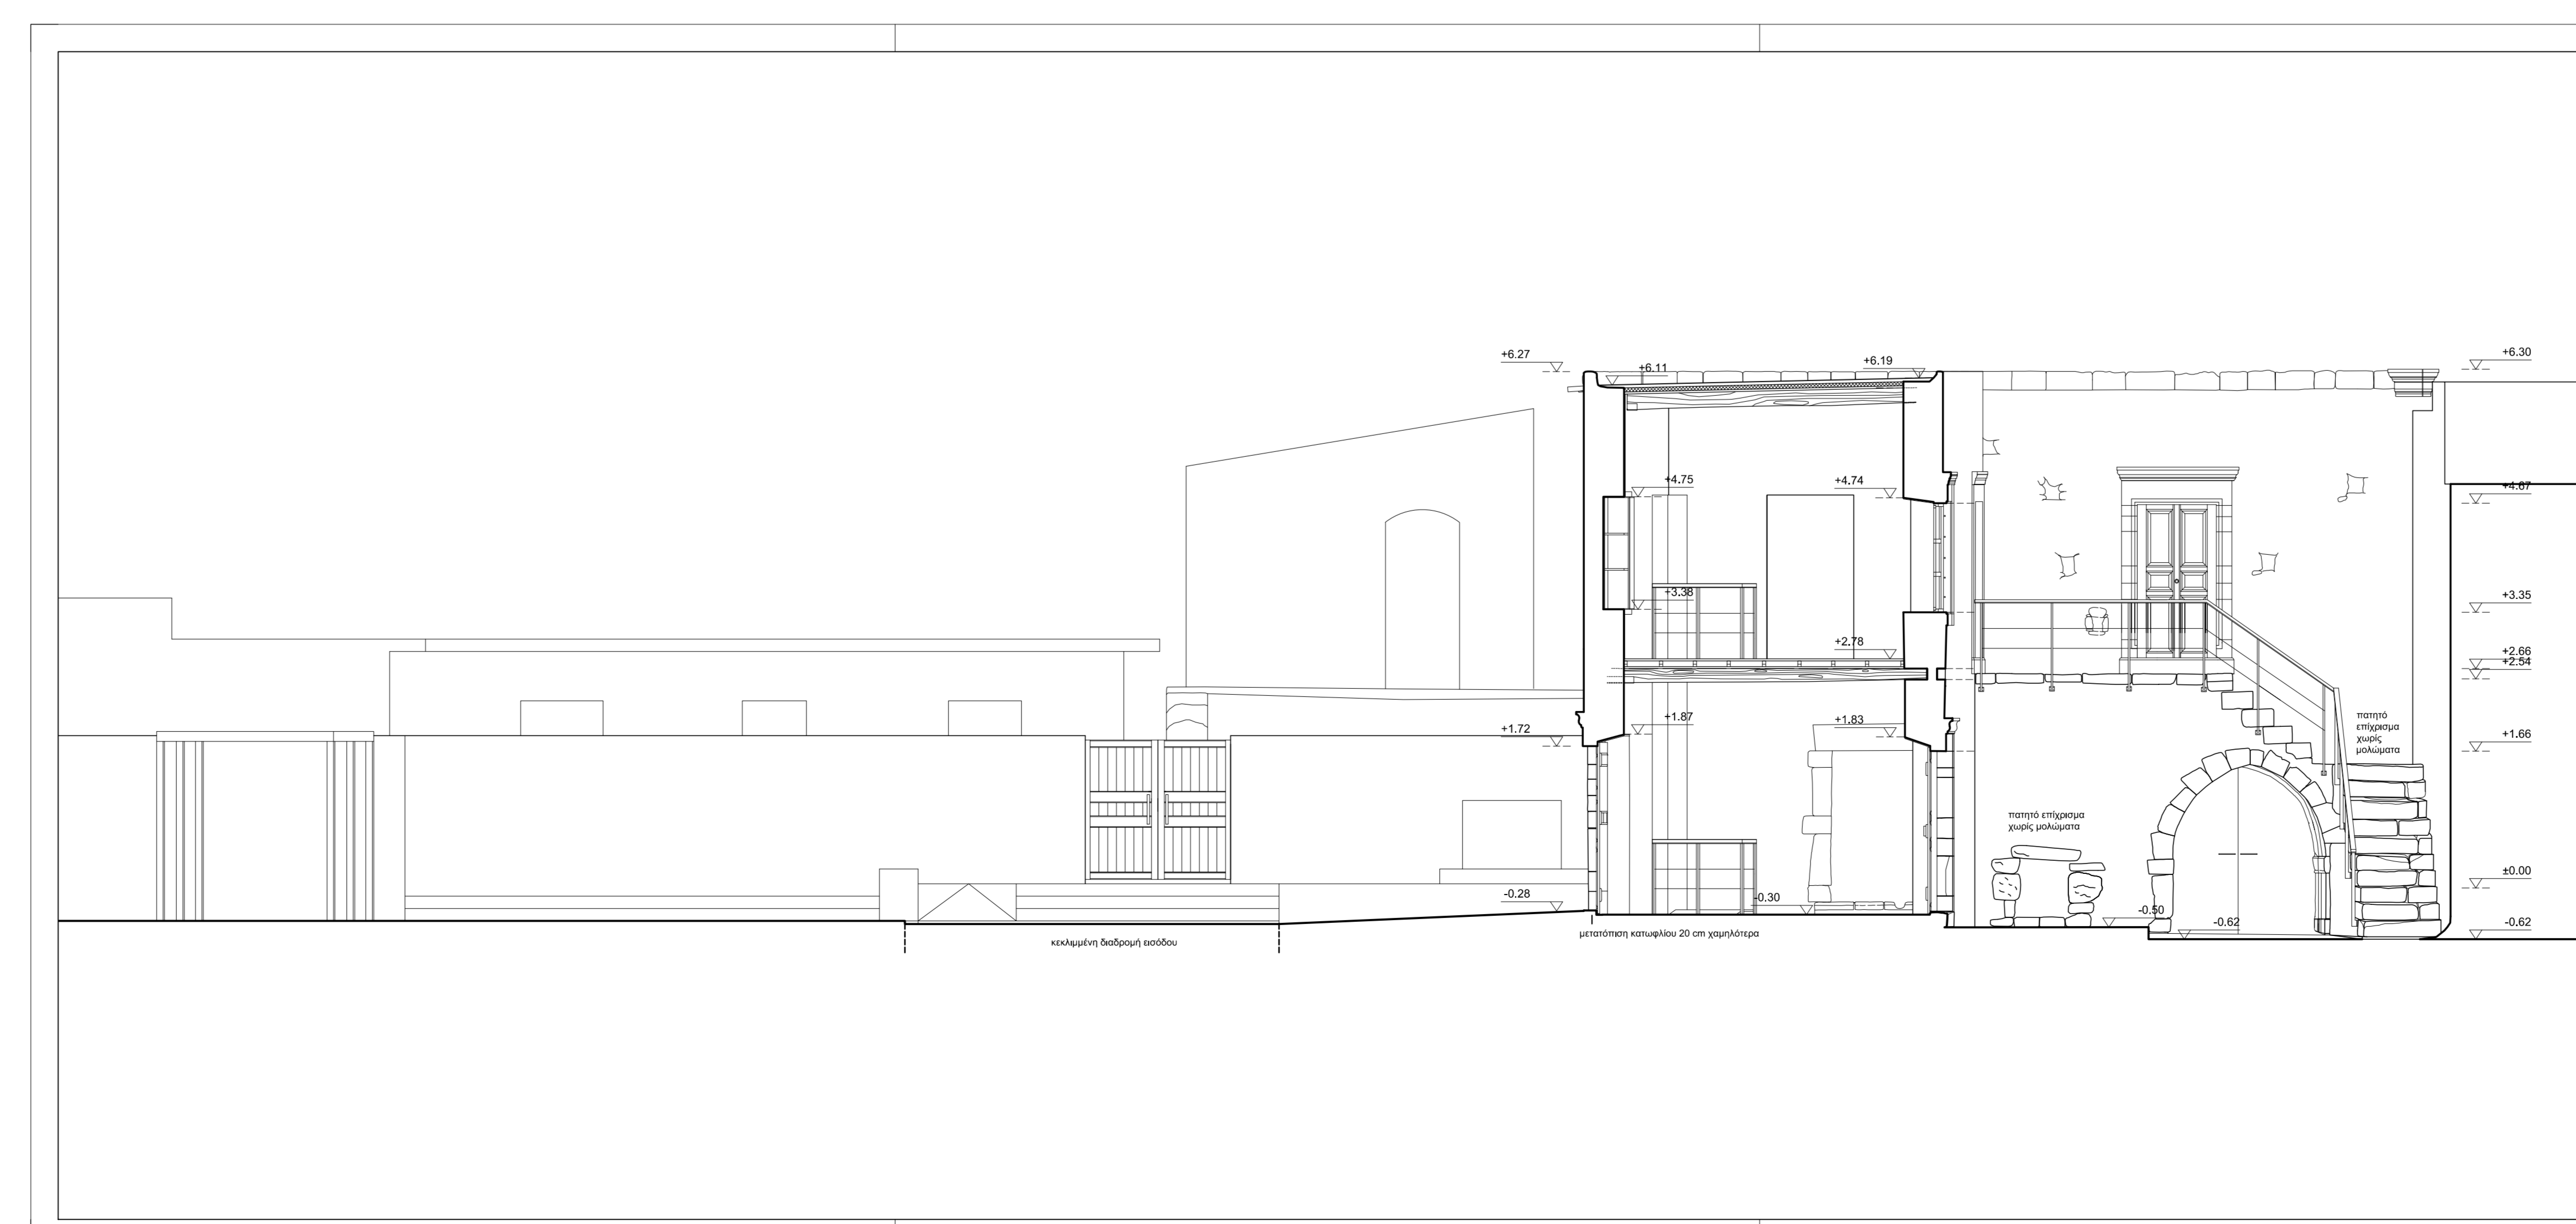 +6.27
+6.11
+6.19
+6.30
+4.75
+4.74
+4.67
+3.38
+3.35
+2.78
+2.66
+2.54
+1.72
+1.87
+1.83
+1.66
πατητό
επίχρισμα
χωρίς
μολώματα
πατητό επίχρισμα
χωρίς μολώματα
±0.00
-0.28
-0.30
-0.50
-0.62
-0.62
κεκλιμμένη διαδρομή εισόδου
μετατόπιση κατωφλίου 20 cm χαμηλότερα